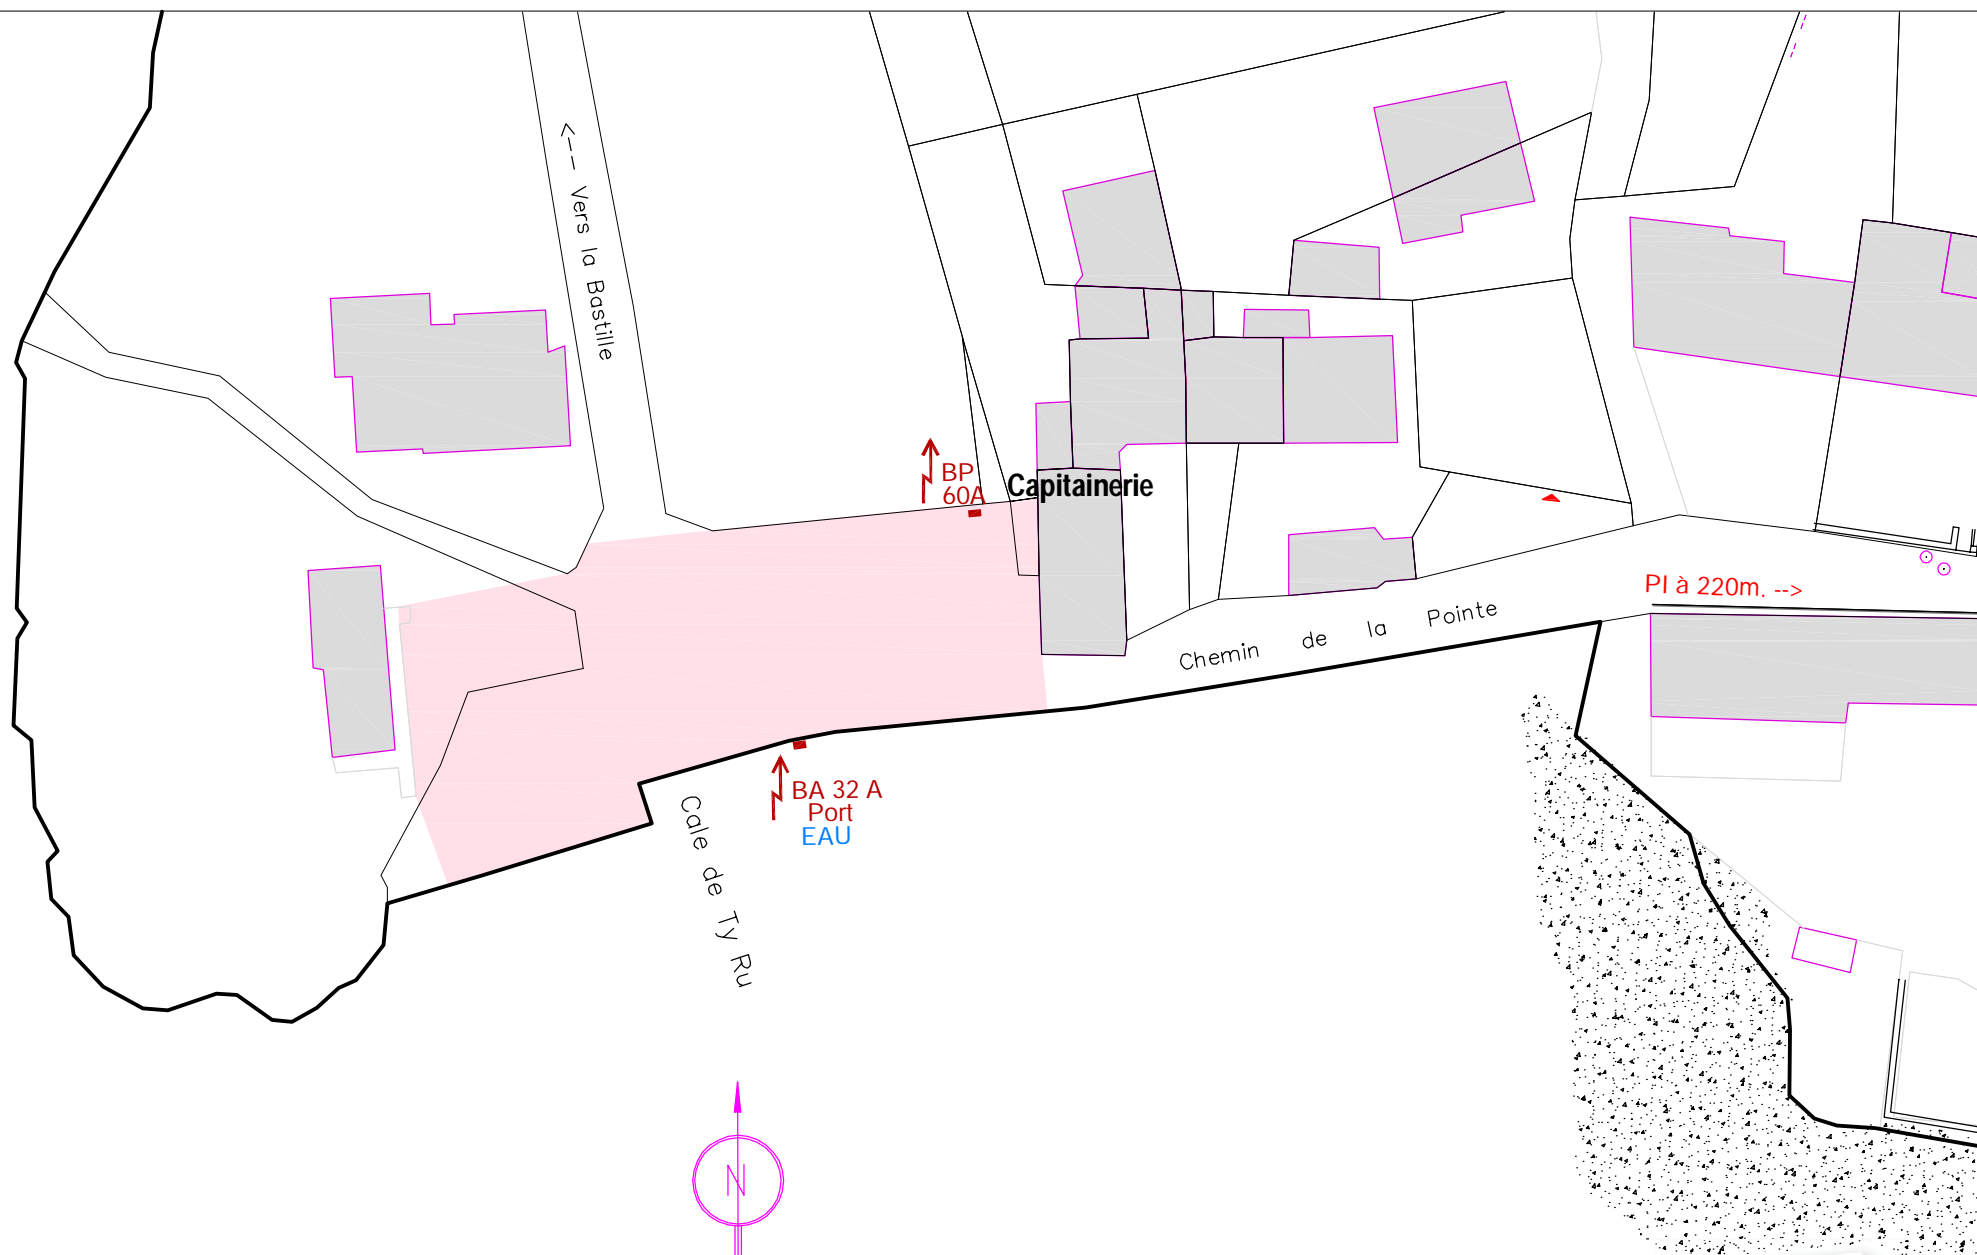 <-- Vers la Bastille
BP
60A
Capitainerie
PI à 220m. -->
Chemin de la Pointe
BA 32 A
Port
EAU
Cale de Ty Ru
N